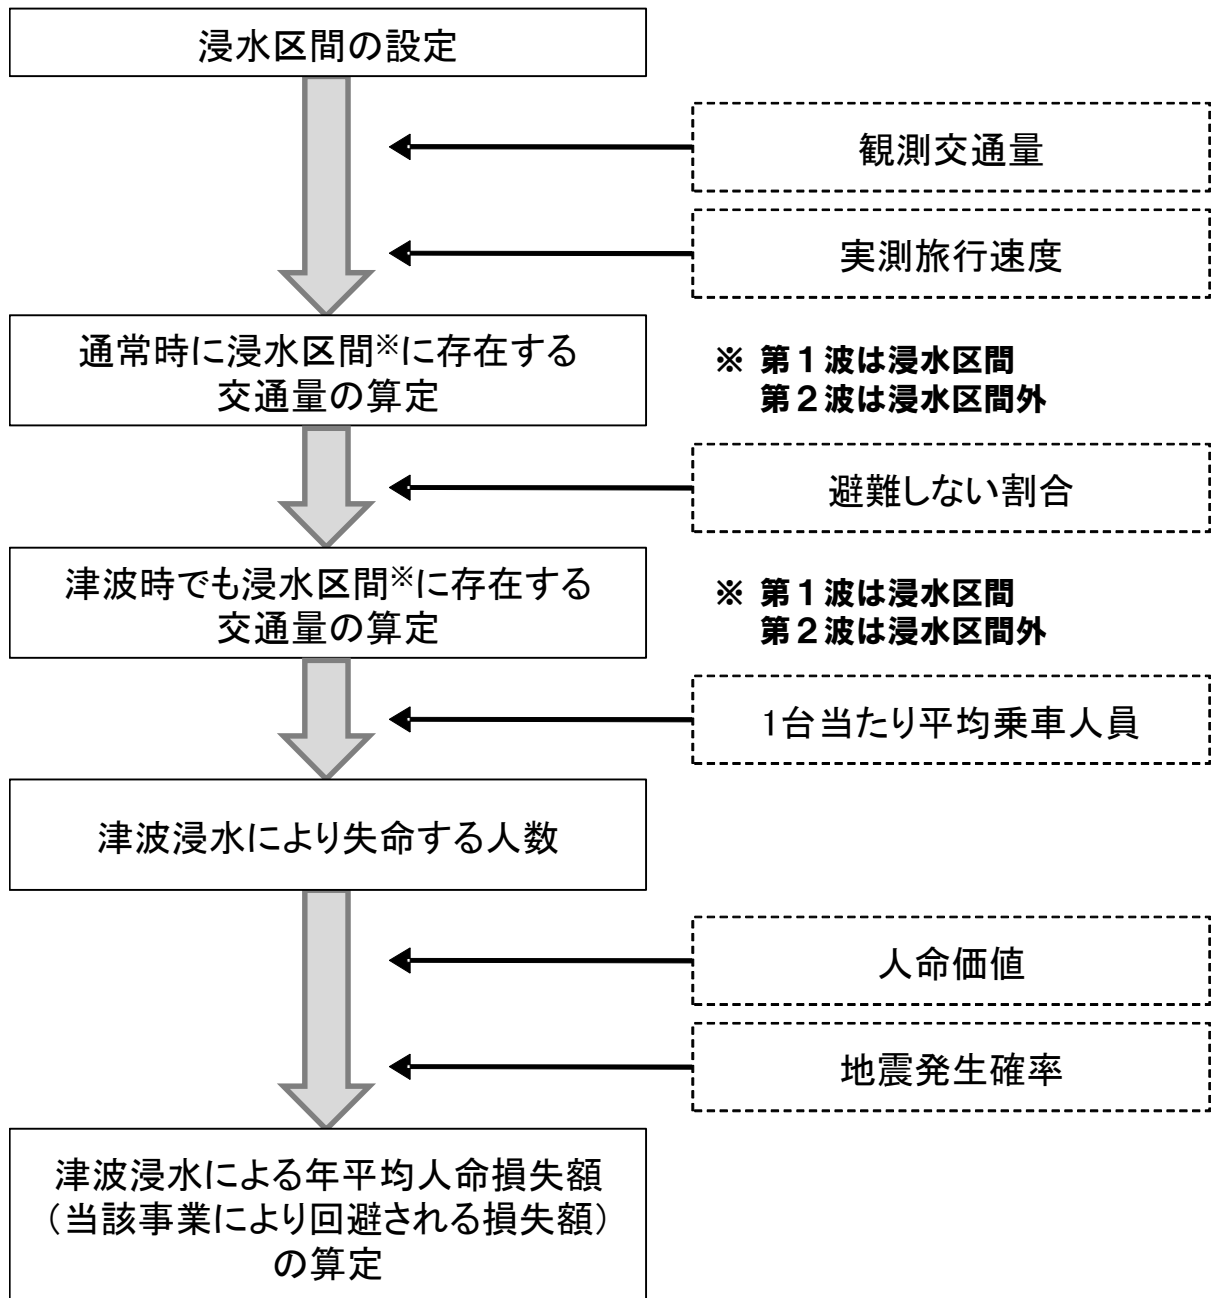 浸水区間の設定
観測交通量
実測旅行速度
通常時に浸水区間※に存在する
交通量の算定
※ 第１波は浸水区間
第２波は浸水区間外
避難しない割合
津波時でも浸水区間※に存在する
交通量の算定
※ 第１波は浸水区間
第２波は浸水区間外
1台当たり平均乗車人員
津波浸水により失命する人数
人命価値
地震発生確率
津波浸水による年平均人命損失額
（当該事業により回避される損失額）
の算定